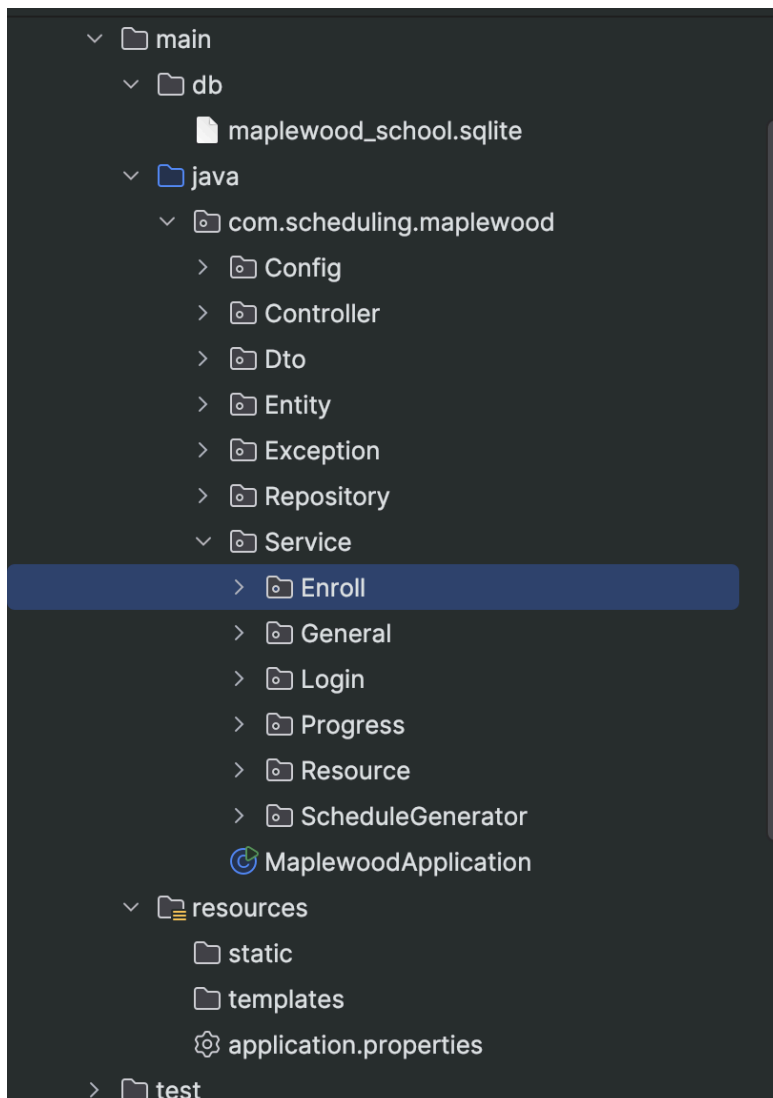 main
db
maplewood_school.sqlite
java
com.scheduling.maplewood
Config
Controller
Dto
Entity
Exception
Repository
Service
Enroll
General
Login
Progress
Resource
ScheduleGenerator
MaplewoodApplication
resources
static
templates
application.properties
test